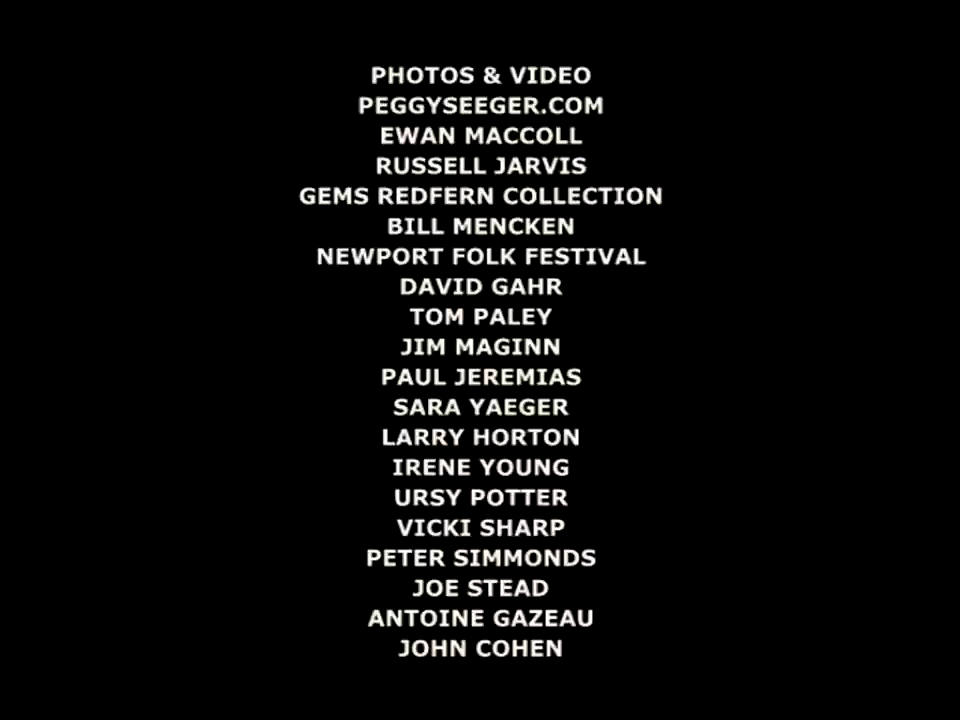 PHOTOS & VIDEO
PEGGYSEEGER.COM
EWAN MACCOLL
RUSSELL JARVIS
GEMS REDFERN COLLECTION
BILL MENCKEN
NEWPORT FOLK FESTIVAL
DAVID GAHR
TOM PALEY
JIM MAGINN
PAUL JEREMIAS
SARA YAEGER
LARRY HORTON
IRENE YOUNG
URSY POTTER
VICKI SHARP
PETER SIMMONDS
JOE STEAD
ANTOINE GAZEAU
JOHN COHEN